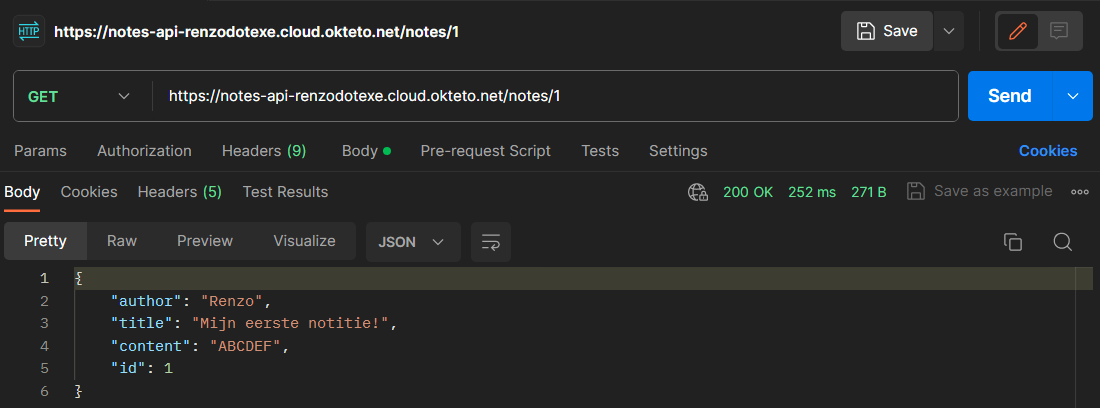 HTTP https://notes-api-renzodotexe.cloud.okteto.net/notes/1 Save
GET https://notes-api-renzodotexe.cloud.okteto.net/notes/1 Send
Params Authorization Headers (9) Body Pre-request Script Tests Settings Cookies
Body Cookies Headers (5) Test Results 200 OK 252 ms 271 B Save as example
Pretty Raw Preview Visualize JSON
1 {
2 "author": "Renzo",
3 "title": "Mijn eerste notitie!",
4 "content": "ABCDEF",
5 "id": 1
6 }